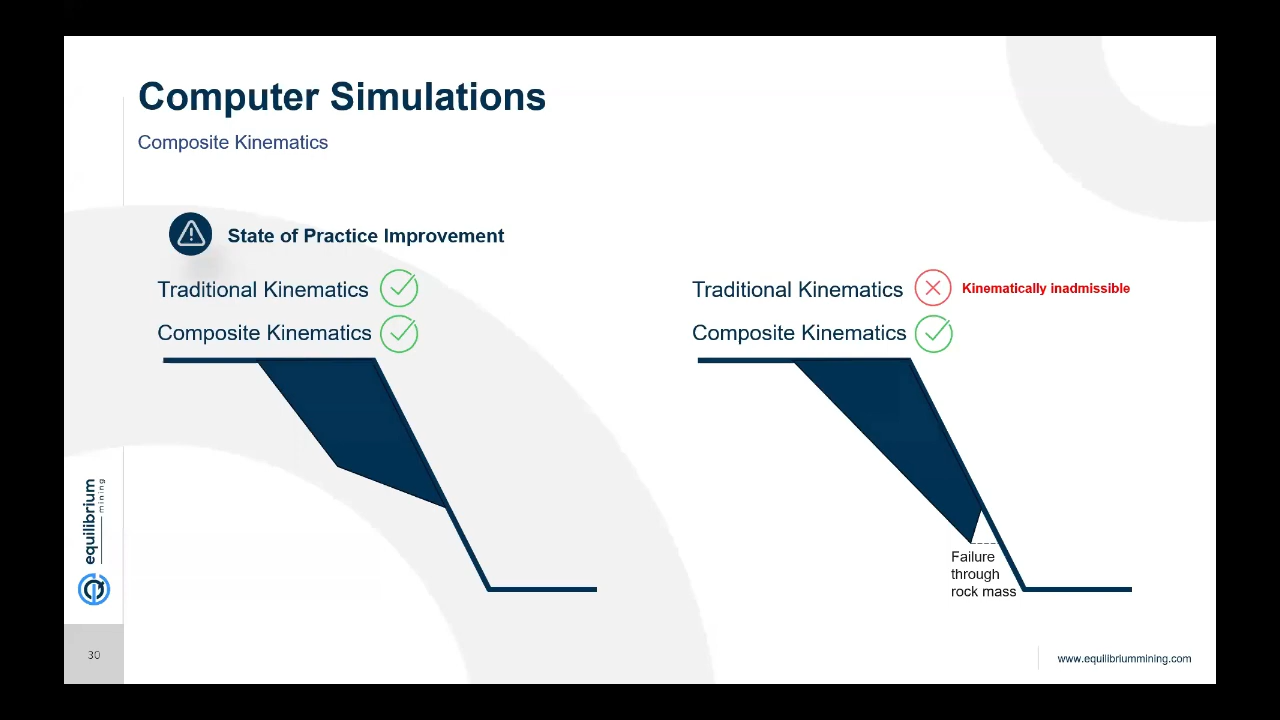 Computer Simulations
Composite Kinematics
State of Practice Improvement
Traditional Kinematics
Composite Kinematics
Traditional Kinematics
Kinematically inadmissible
Composite Kinematics
Failure
through
rock mass
equilibrium
mining
30
www.equilibriummining.com